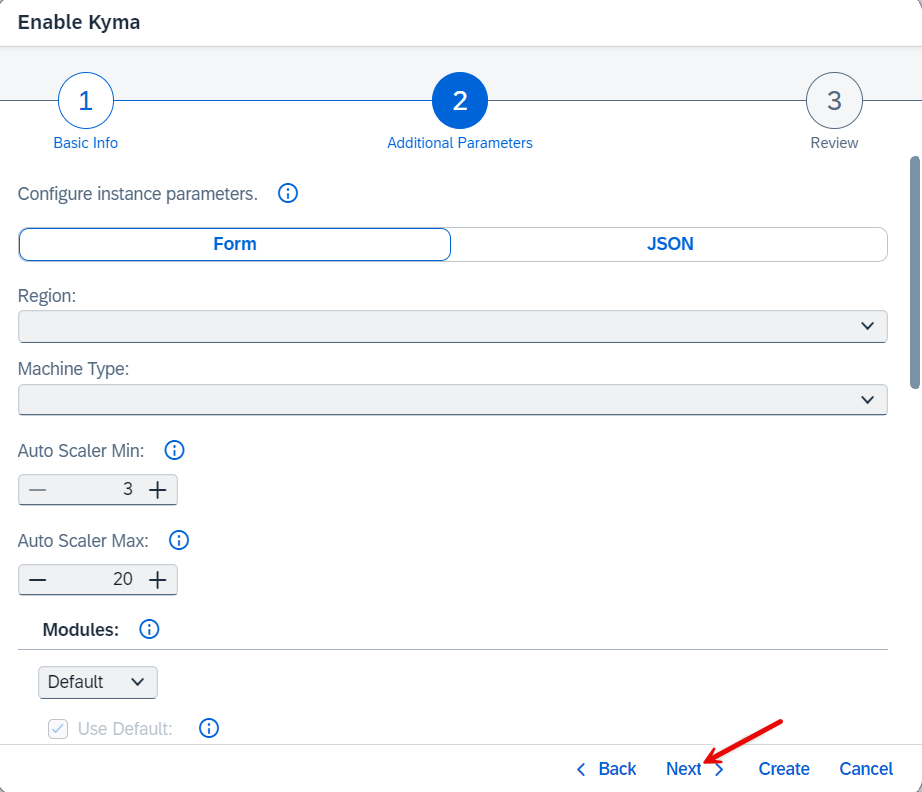 Enable Kyma
1 2 3
Basic Info Additional Parameters Review
Configure instance parameters.
Form JSON
Region:
Machine Type:
Auto Scaler Min:
3
Auto Scaler Max:
20
Modules:
Default
Use Default:
Back Next Create Cancel